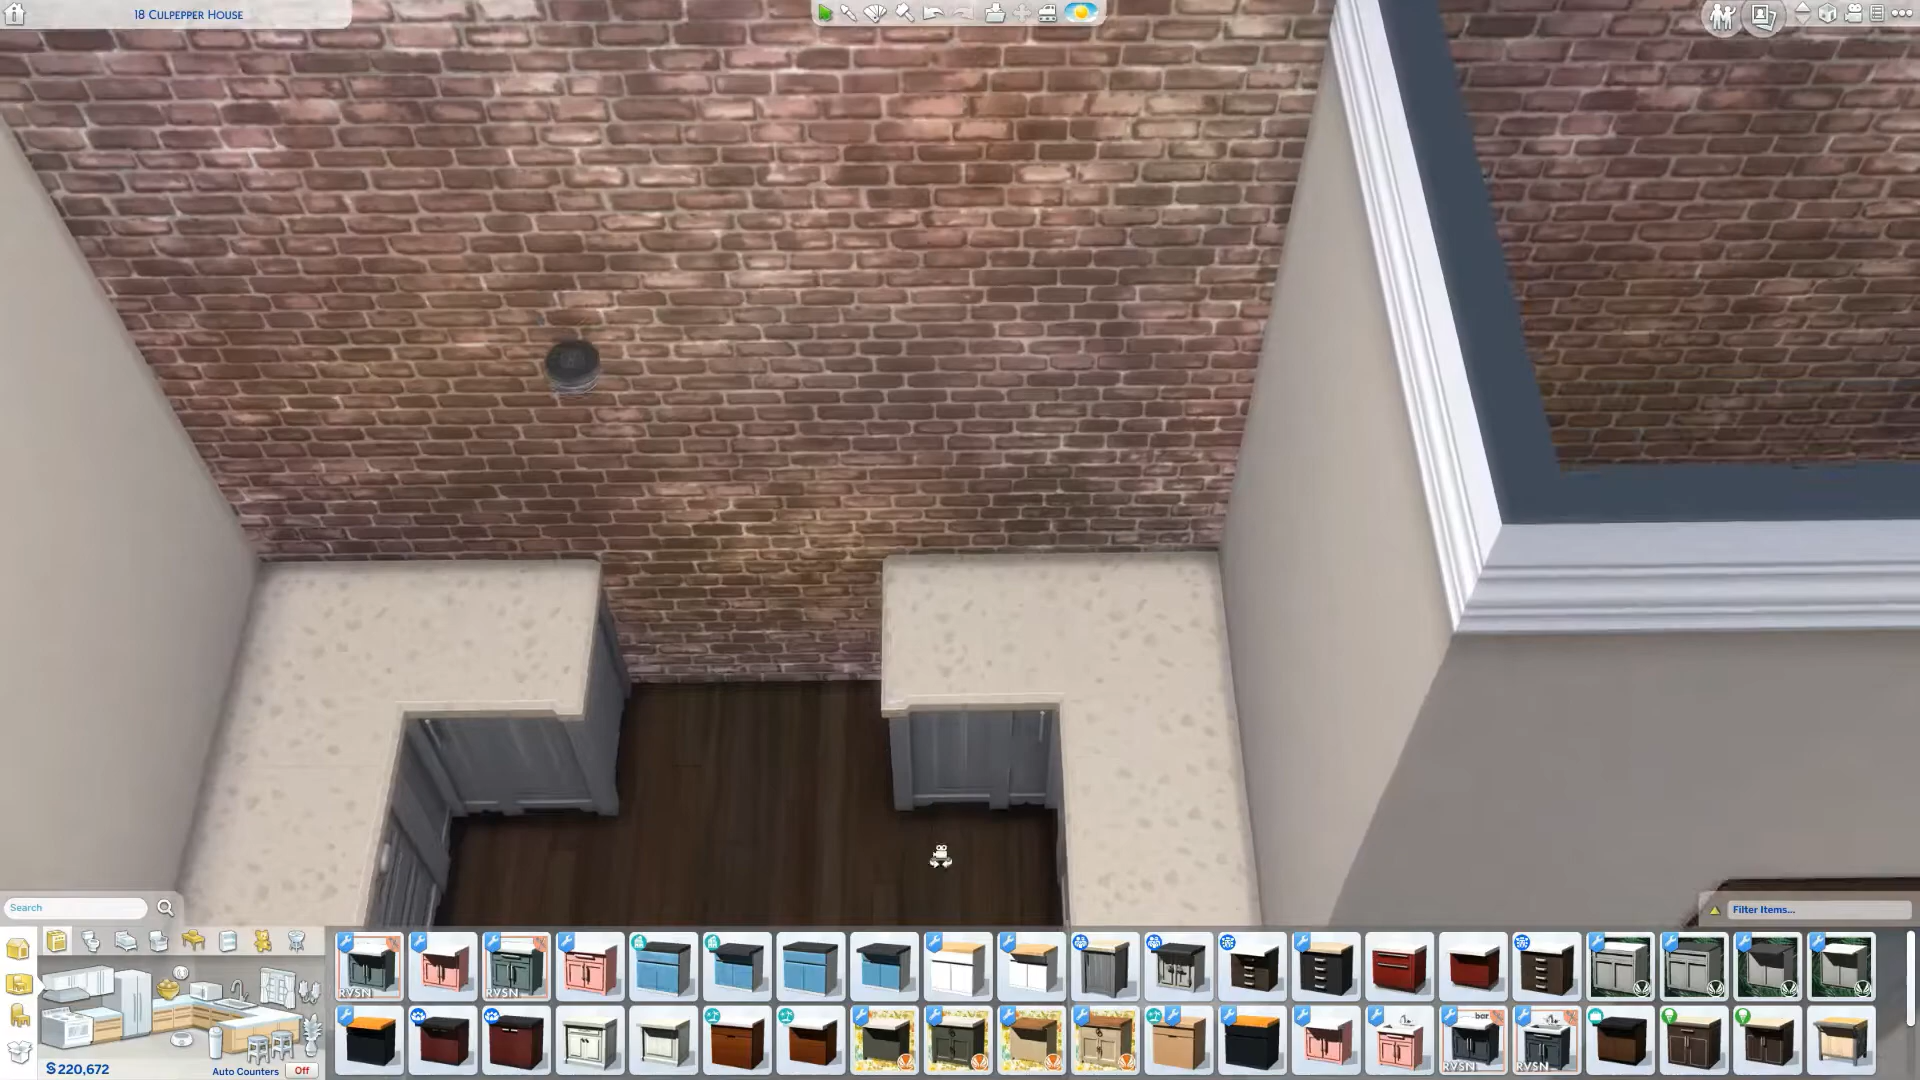 18 Culpepper House
Search
Filter Items...
RVSN
RVSN
bar
RVSN
RVSN
§220,672
Auto Counters
Off